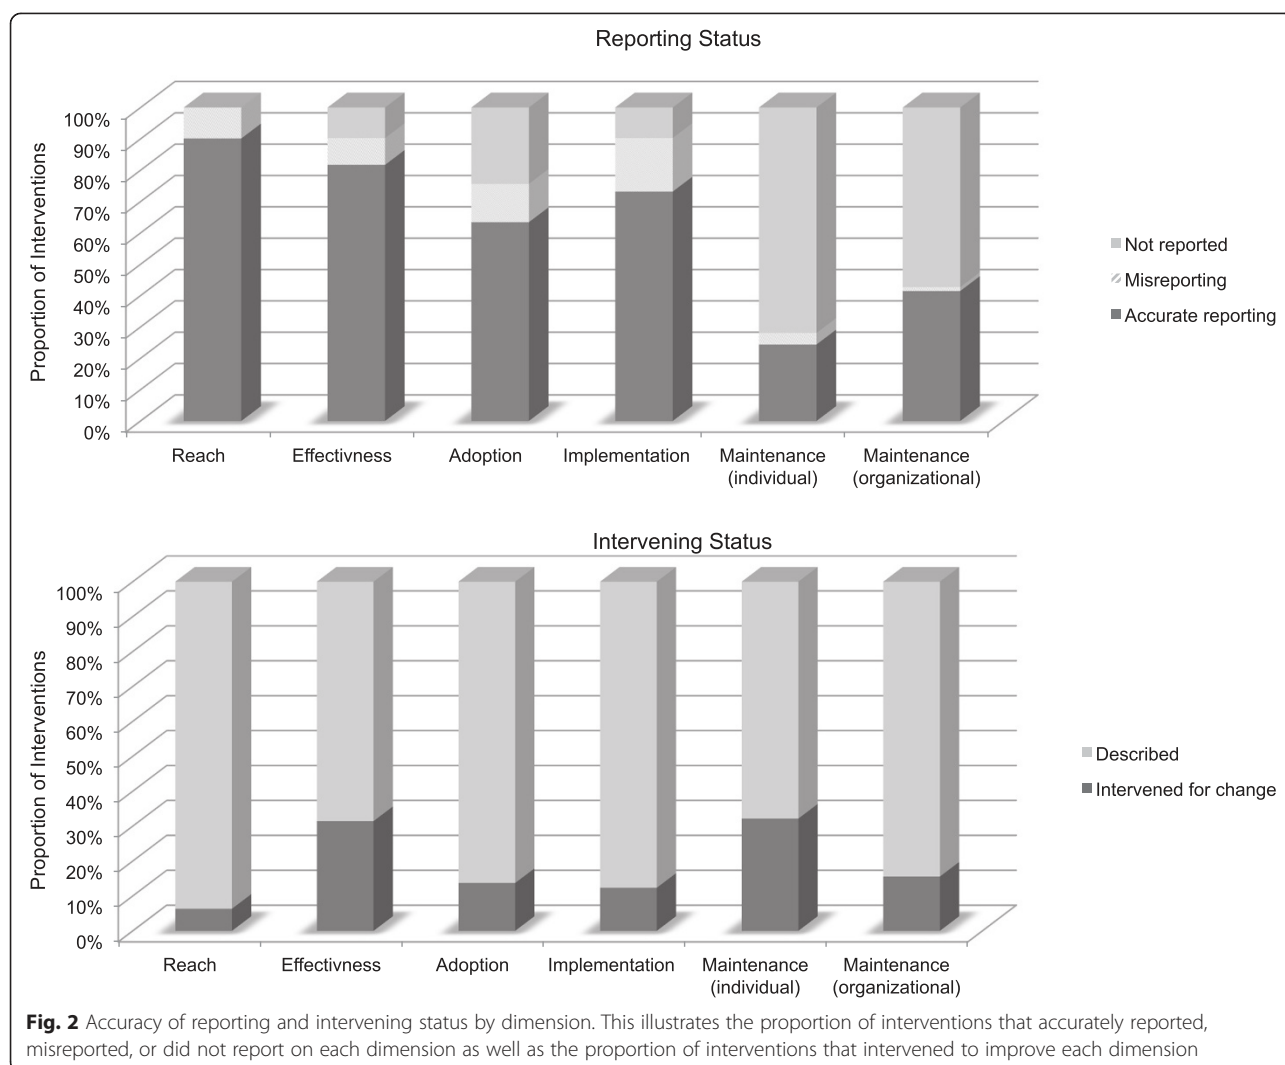 Reporting Status
Proportion of Interventions
100%
90%
80%
70%
60%
50%
40%
30%
20%
10%
0%
Reach
Effectivness
Adoption
Implementation
Maintenance
(individual)
Maintenance
(organizational)
Not reported
Misreporting
Accurate reporting
Intervening Status
Proportion of Interventions
100%
90%
80%
70%
60%
50%
40%
30%
20%
10%
0%
Reach
Effectivness
Adoption
Implementation
Maintenance
(individual)
Maintenance
(organizational)
Described
Intervened for change
Fig. 2 Accuracy of reporting and intervening status by dimension. This illustrates the proportion of interventions that accurately reported,
misreported, or did not report on each dimension as well as the proportion of interventions that intervened to improve each dimension